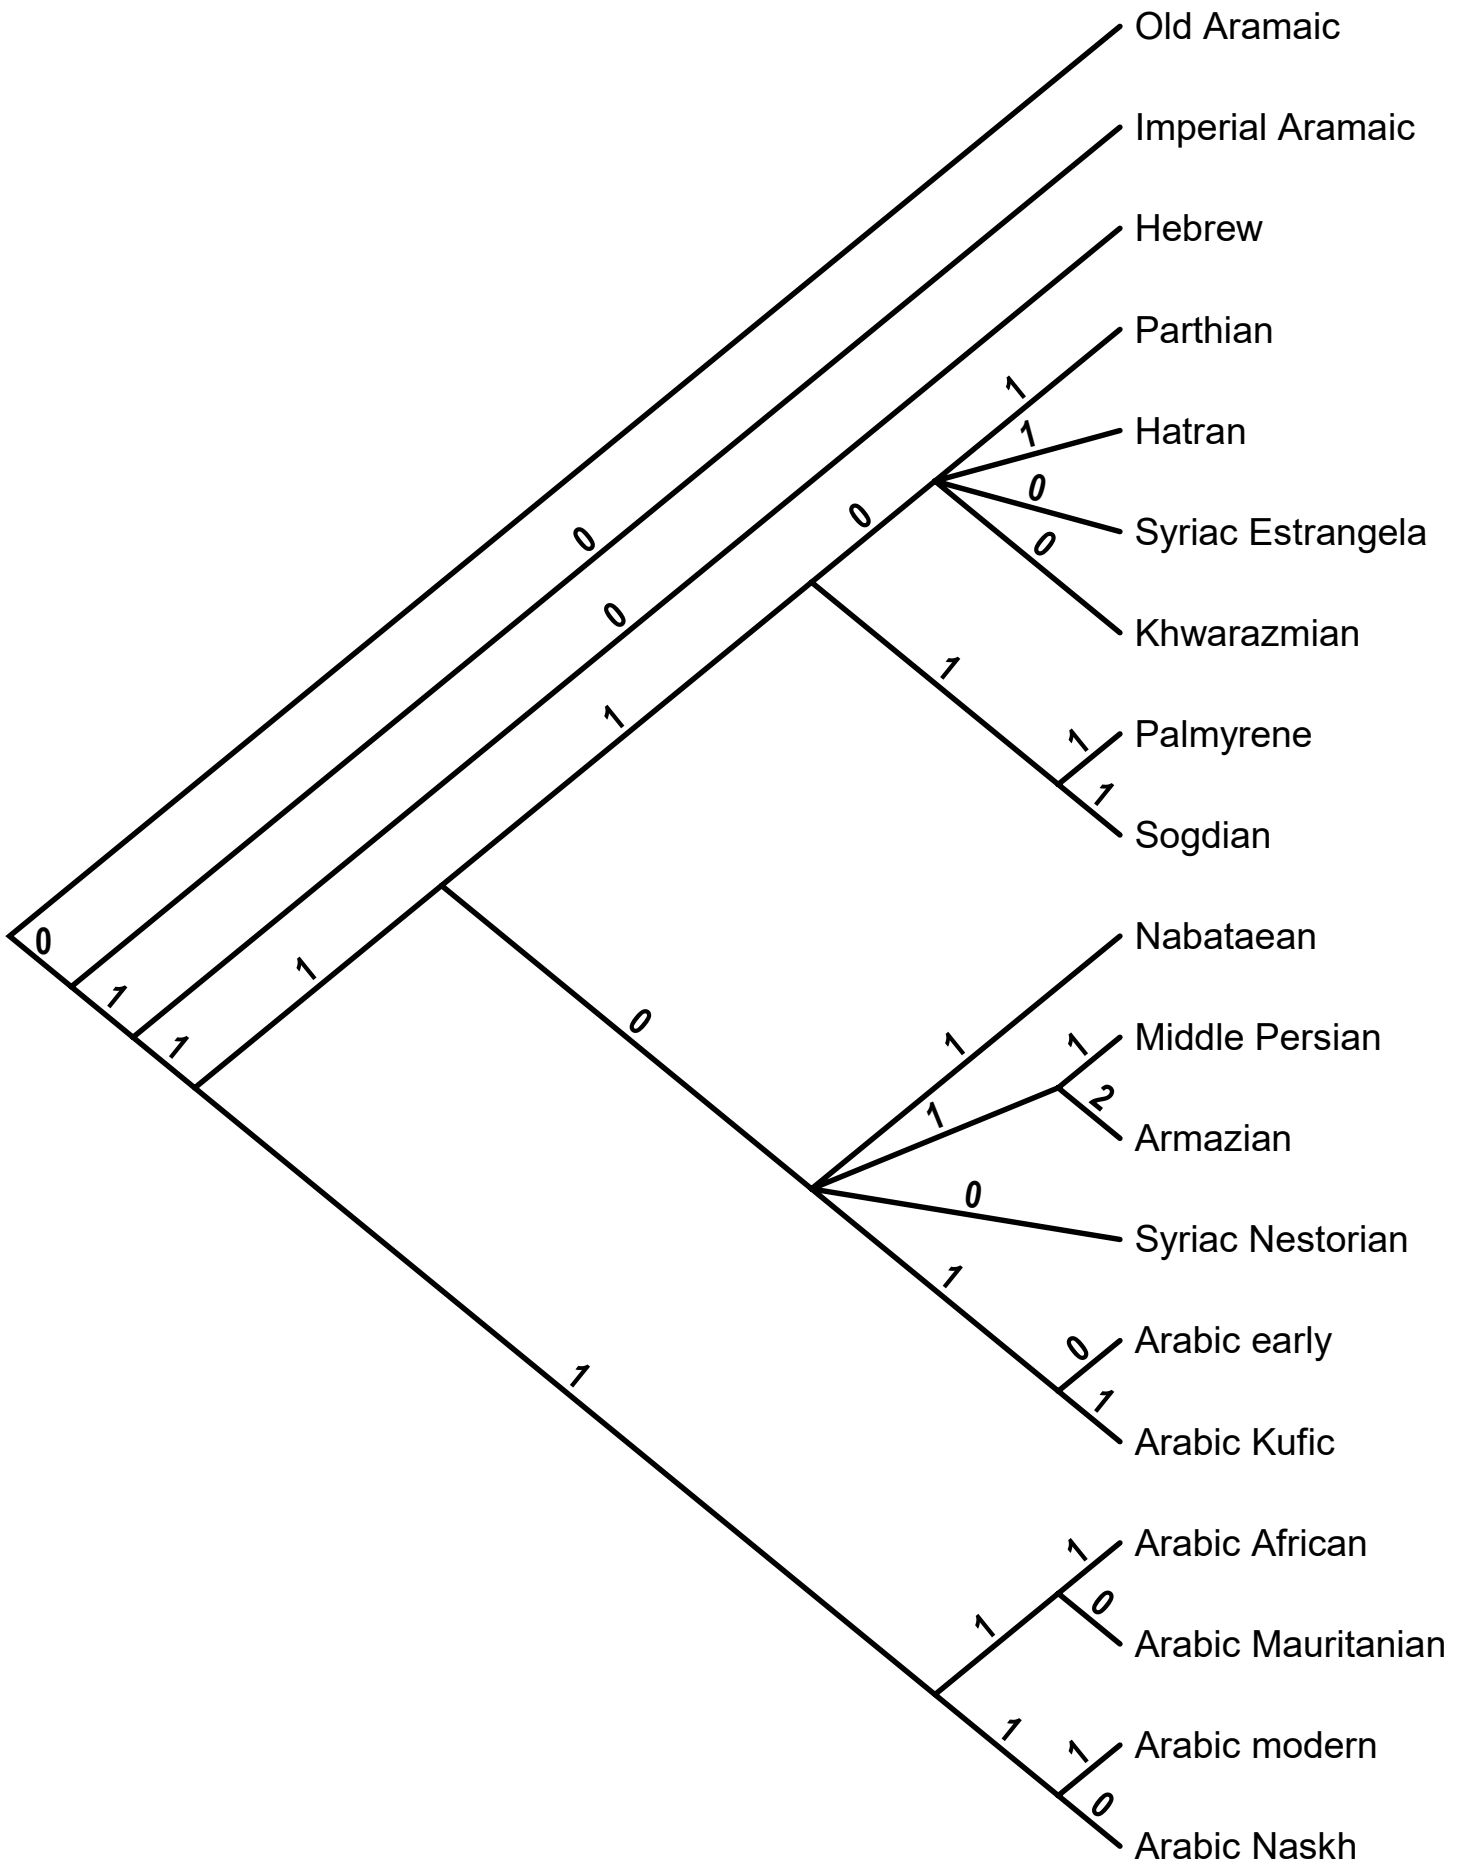 Old Aramaic
Imperial Aramaic
Hebrew
Parthian
1
Hatran
1
0
Syriac Estrangela
0
0
0
Khwarazmian
0
1
1
Palmyrene
1
1
Sogdian
Nabataean
0
1
1
0
1
1
Middle Persian
1
2
1
Armazian
0
Syriac Nestorian
1
Arabic early
0
1
1
Arabic Kufic
Arabic African
1
0
1
Arabic Mauritanian
1
Arabic modern
1
0
Arabic Naskh